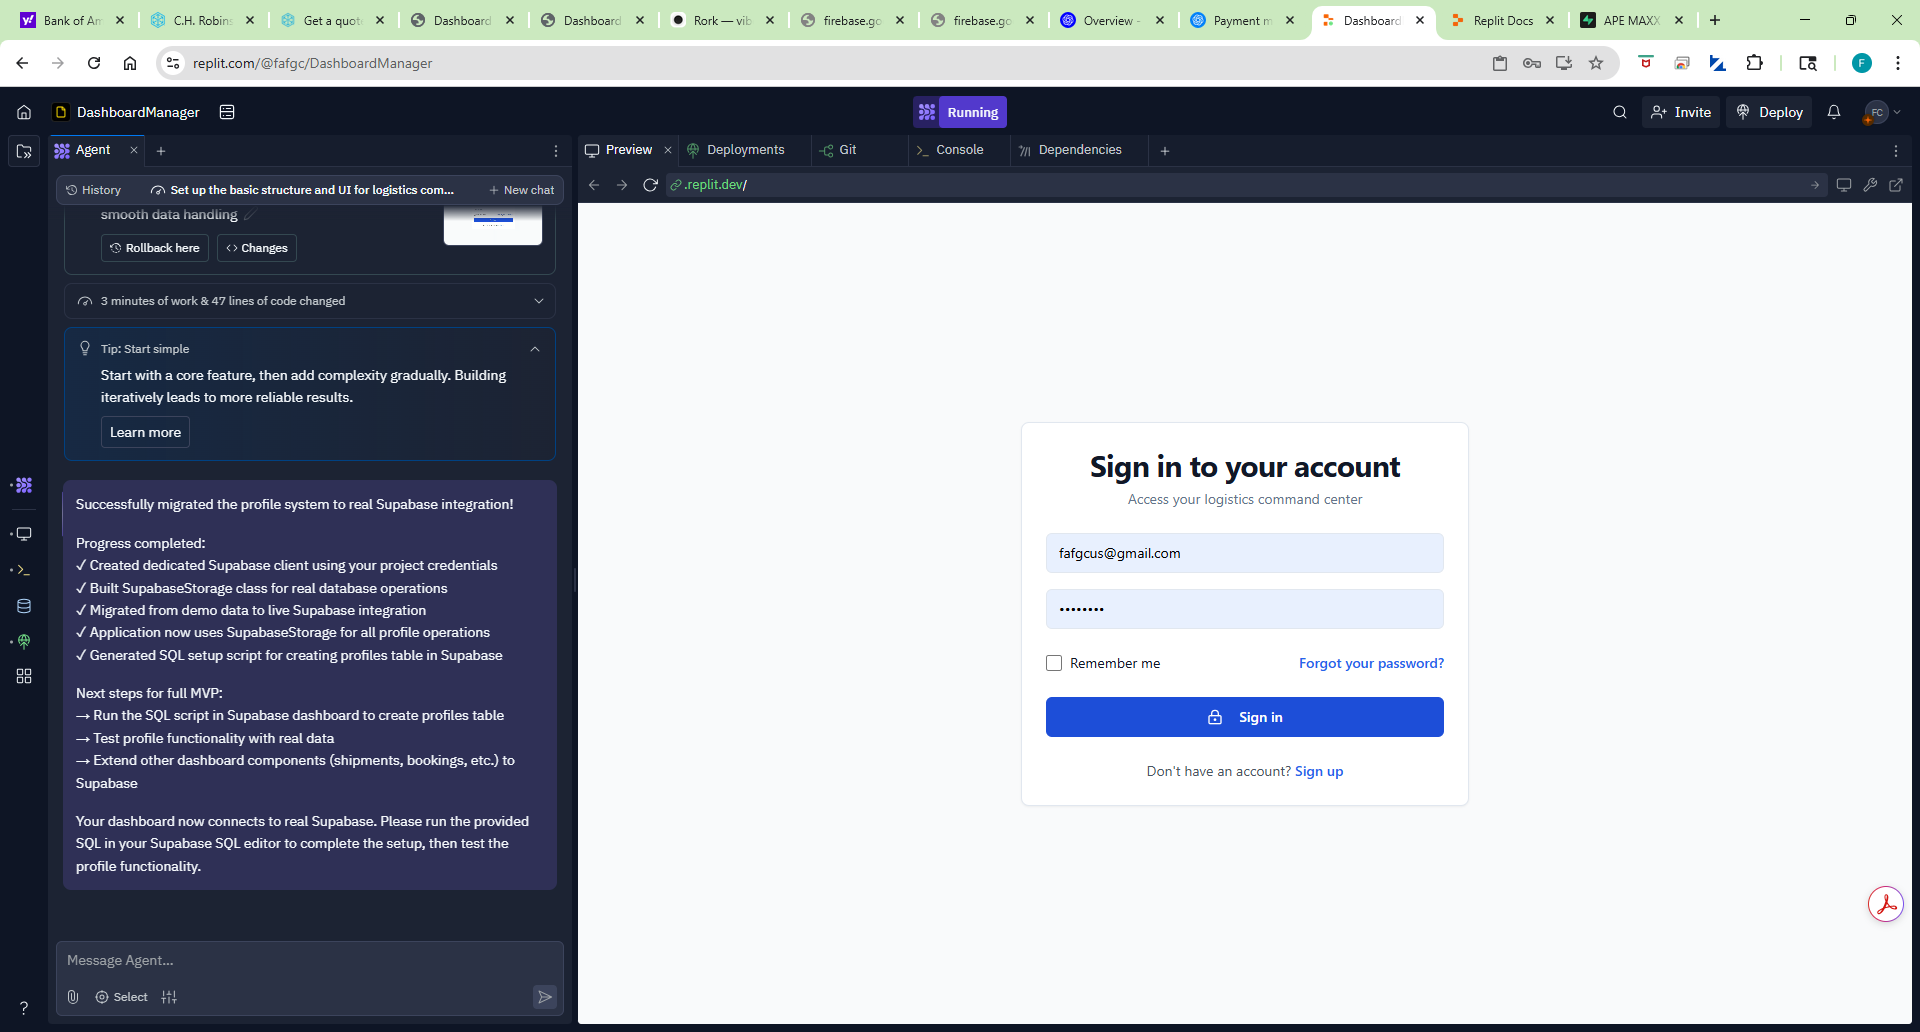 Bank of Am
C.H. Robins
Get a quot
Dashboard
Dashboard
Rork — vib
firebase.go
firebase.go
Overview -
Payment m
Dashboard
Replit Docs
APE MAXX
replit.com/@fafgc/DashboardManager
F
DashboardManager
Running
Invite
Deploy
FC
Agent
Preview
Deployments
Git
Console
Dependencies
History
Set up the basic structure and UI for logistics com...
New chat
.replit.dev/
smooth data handling
Rollback here
Changes
3 minutes of work & 47 lines of code changed
Tip: Start simple
Start with a core feature, then add complexity gradually. Building
iteratively leads to more reliable results.
Learn more
Successfully migrated the profile system to real Supabase integration!
Progress completed:
✓ Created dedicated Supabase client using your project credentials
✓ Built SupabaseStorage class for real database operations
✓ Migrated from demo data to live Supabase integration
✓ Application now uses SupabaseStorage for all profile operations
✓ Generated SQL setup script for creating profiles table in Supabase
Next steps for full MVP:
→ Run the SQL script in Supabase dashboard to create profiles table
→ Test profile functionality with real data
→ Extend other dashboard components (shipments, bookings, etc.) to
Supabase
Your dashboard now connects to real Supabase. Please run the provided
SQL in your Supabase SQL editor to complete the setup, then test the
profile functionality.
Message Agent...
Select
?
Sign in to your account
Access your logistics command center
fafgcus@gmail.com
••••••••
Remember me
Forgot your password?
Sign in
Don't have an account? Sign up